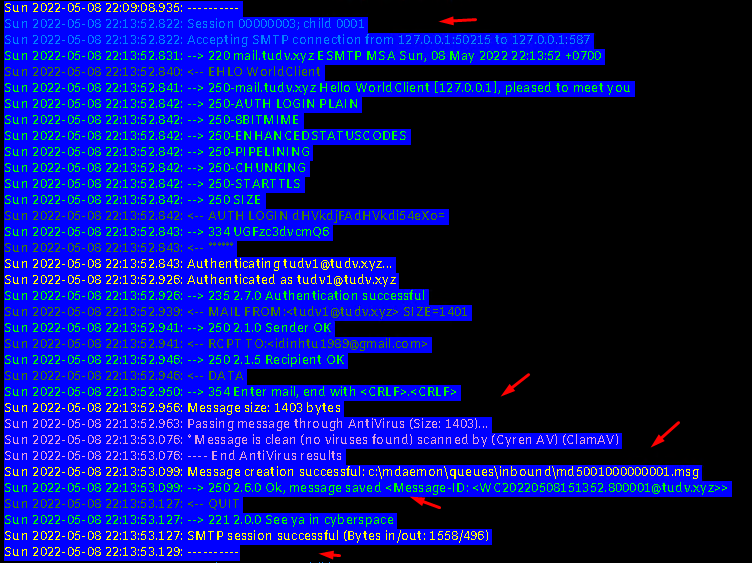 Sun 2022-05-08 22:09:08.935: ----------
Sun 2022-05-08 22:13:52.822: Session 00000003; child 0001
Sun 2022-05-08 22:13:52.822: Accepting SMTP connection from 127.0.0.1:50215 to 127.0.0.1:587
Sun 2022-05-08 22:13:52.831: --> 220 mail.tudv.xyz ESMTP MSA Sun, 08 May 2022 22:13:52 +0700
Sun 2022-05-08 22:13:52.840: <-- EHLO WorldClient
Sun 2022-05-08 22:13:52.841: --> 250-mail.tudv.xyz Hello WorldClient [127.0.0.1], pleased to meet you
Sun 2022-05-08 22:13:52.842: --> 250-AUTH LOGIN PLAIN
Sun 2022-05-08 22:13:52.842: --> 250-8BITMIME
Sun 2022-05-08 22:13:52.842: --> 250-ENHANCEDSTATUSCODES
Sun 2022-05-08 22:13:52.842: --> 250-PIPELINING
Sun 2022-05-08 22:13:52.842: --> 250-CHUNKING
Sun 2022-05-08 22:13:52.842: --> 250-STARTTLS
Sun 2022-05-08 22:13:52.842: --> 250 SIZE
Sun 2022-05-08 22:13:52.842: <-- AUTH LOGIN dHVkdjFAdHVkdi54eXo=
Sun 2022-05-08 22:13:52.843: --> 334 UGFzc3dvcmQ6
Sun 2022-05-08 22:13:52.843: <-- ******
Sun 2022-05-08 22:13:52.843: Authenticating tudv1@tudv.xyz...
Sun 2022-05-08 22:13:52.926: Authenticated as tudv1@tudv.xyz
Sun 2022-05-08 22:13:52.926: --> 235 2.7.0 Authentication successful
Sun 2022-05-08 22:13:52.939: <-- MAIL FROM:<tudv1@tudv.xyz> SIZE=1401
Sun 2022-05-08 22:13:52.941: --> 250 2.1.0 Sender OK
Sun 2022-05-08 22:13:52.941: <-- RCPT TO:<idinhtu1989@gmail.com>
Sun 2022-05-08 22:13:52.946: --> 250 2.1.5 Recipient OK
Sun 2022-05-08 22:13:52.946: <-- DATA
Sun 2022-05-08 22:13:52.950: --> 354 Enter mail, end with <CRLF>.<CRLF>
Sun 2022-05-08 22:13:52.956: Message size: 1403 bytes
Sun 2022-05-08 22:13:52.963: Passing message through AntiVirus (Size: 1403)...
Sun 2022-05-08 22:13:53.076: * Message is clean (no viruses found) scanned by (Cyren AV) (ClamAV)
Sun 2022-05-08 22:13:53.076: ---- End AntiVirus results
Sun 2022-05-08 22:13:53.099: Message creation successful: c:\mdaemon\queues\inbound\md5001000000001.msg
Sun 2022-05-08 22:13:53.099: --> 250 2.6.0 Ok, message saved <Message-ID: <WC20220508151352.800001@tudv.xyz>>
Sun 2022-05-08 22:13:53.127: <-- QUIT
Sun 2022-05-08 22:13:53.127: --> 221 2.0.0 See ya in cyberspace
Sun 2022-05-08 22:13:53.127: SMTP session successful (Bytes in/out: 1558/496)
Sun 2022-05-08 22:13:53.129: ----------